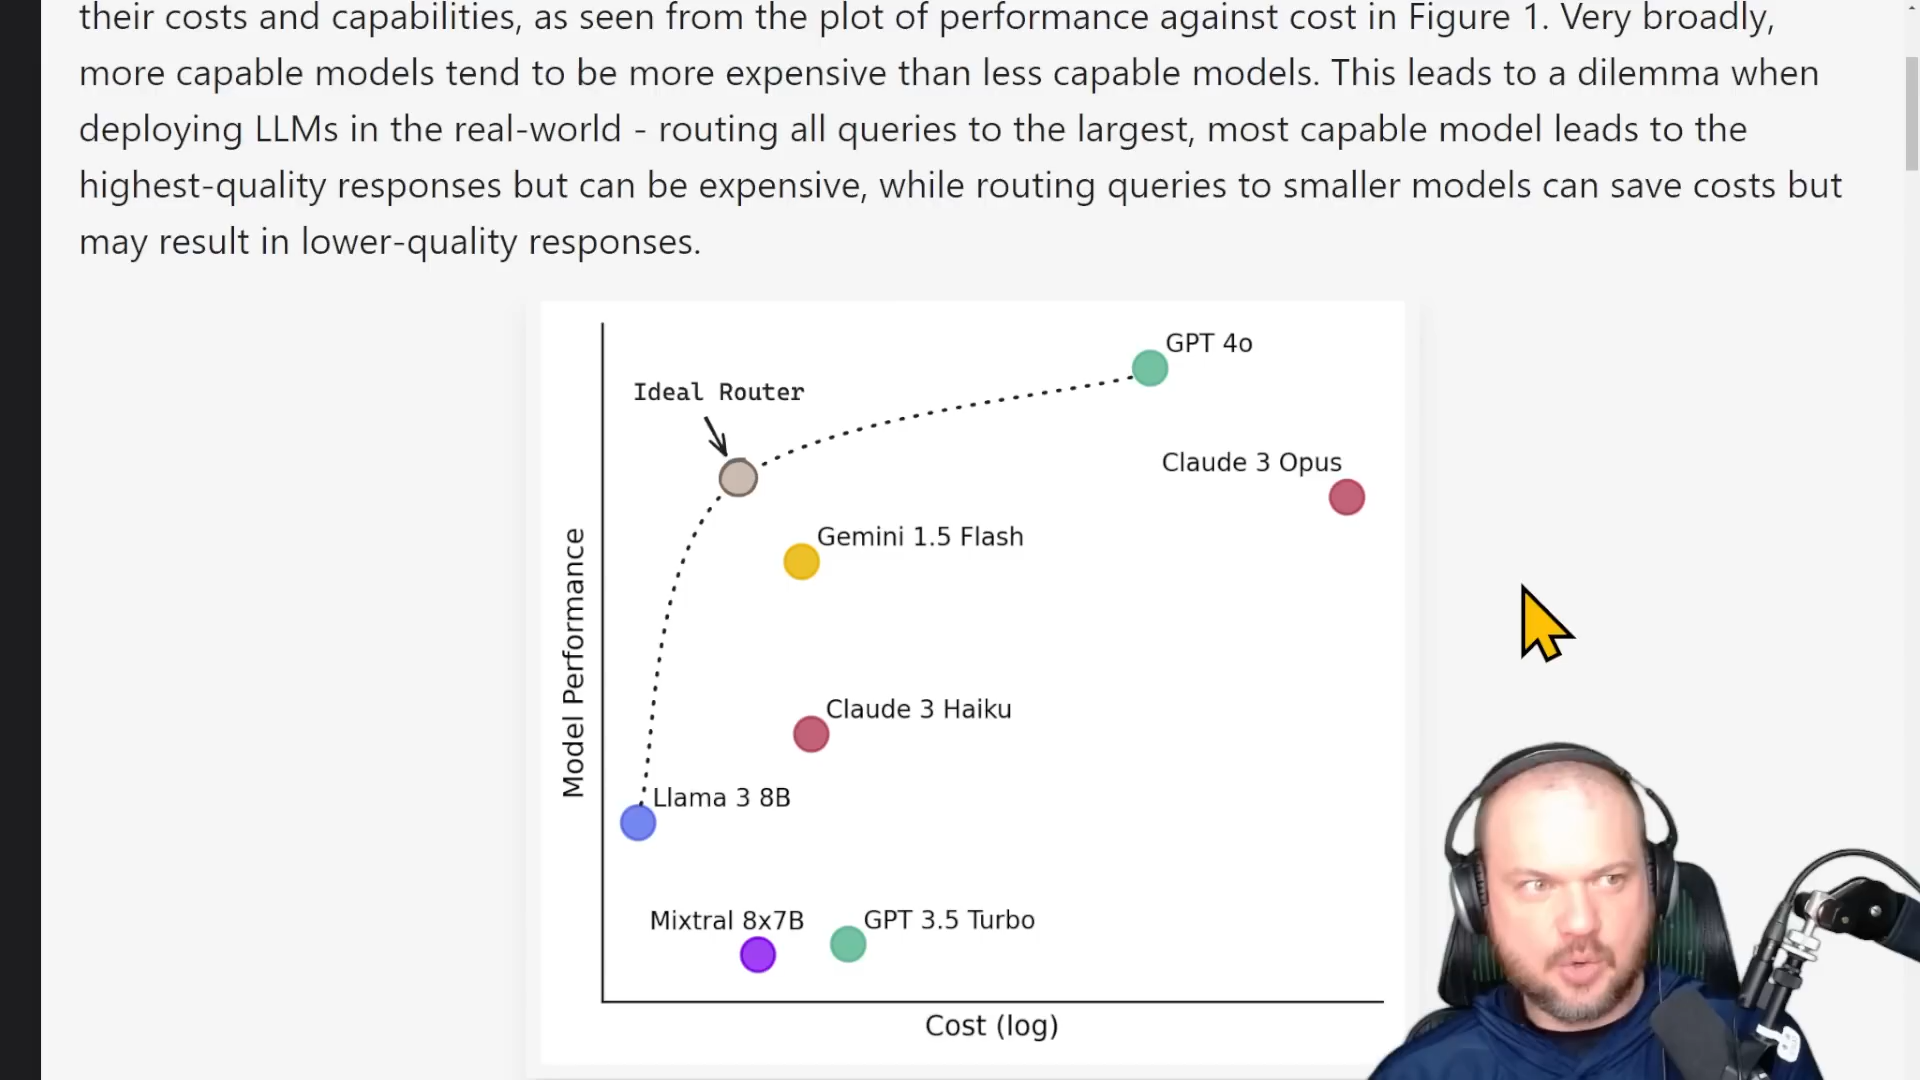 their costs and capabilities, as seen from the plot of performance against cost in Figure 1. Very broadly,
more capable models tend to be more expensive than less capable models. This leads to a dilemma when
deploying LLMs in the real-world - routing all queries to the largest, most capable model leads to the
highest-quality responses but can be expensive, while routing queries to smaller models can save costs but
may result in lower-quality responses.
GPT 4o
Ideal Router
Claude 3 Opus
Gemini 1.5 Flash
Model Performance
Claude 3 Haiku
Llama 3 8B
Mixtral 8x7B
GPT 3.5 Turbo
Cost (log)